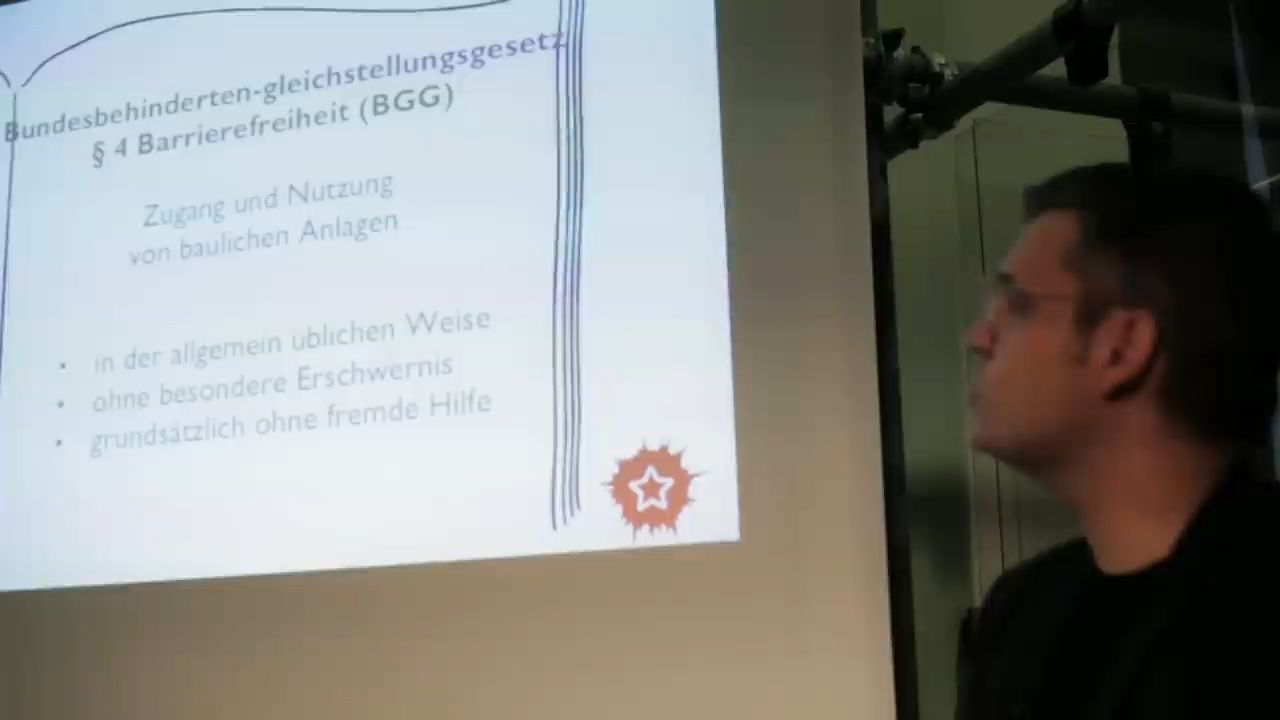 Bundesbehinderten-gleichstellungsgesetz
§ 4 Barrierefreiheit (BGG)
Zugang und Nutzung
von baulichen Anlagen
• in der allgemein üblichen Weise
• ohne besondere Erschwernis
• grundsätzlich ohne fremde Hilfe